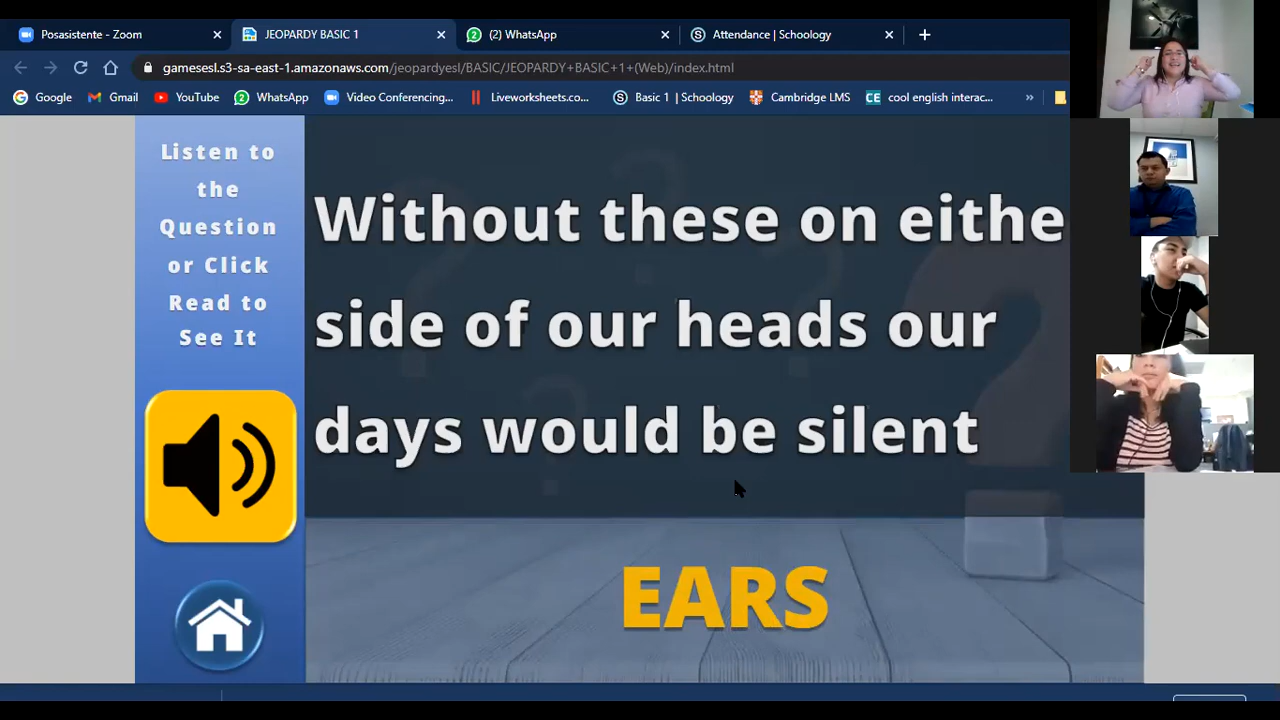 Posasistente - Zoom
JEOPARDY BASIC 1
(2) WhatsApp
Attendance | Schoology
gamesesl.s3-sa-east-1.amazonaws.com/jeopardyesl/BASIC/JEOPARDY+BASIC+1+(Web)/index.html
Google
Gmail
YouTube
WhatsApp
Video Conferencing...
Liveworksheets.co...
Basic 1 | Schoology
Cambridge LMS
CE
cool english interac...
»
Listen to
the
Question
or Click
Read to
See It
Without these on eithe
side of our heads our
days would be silent
EARS